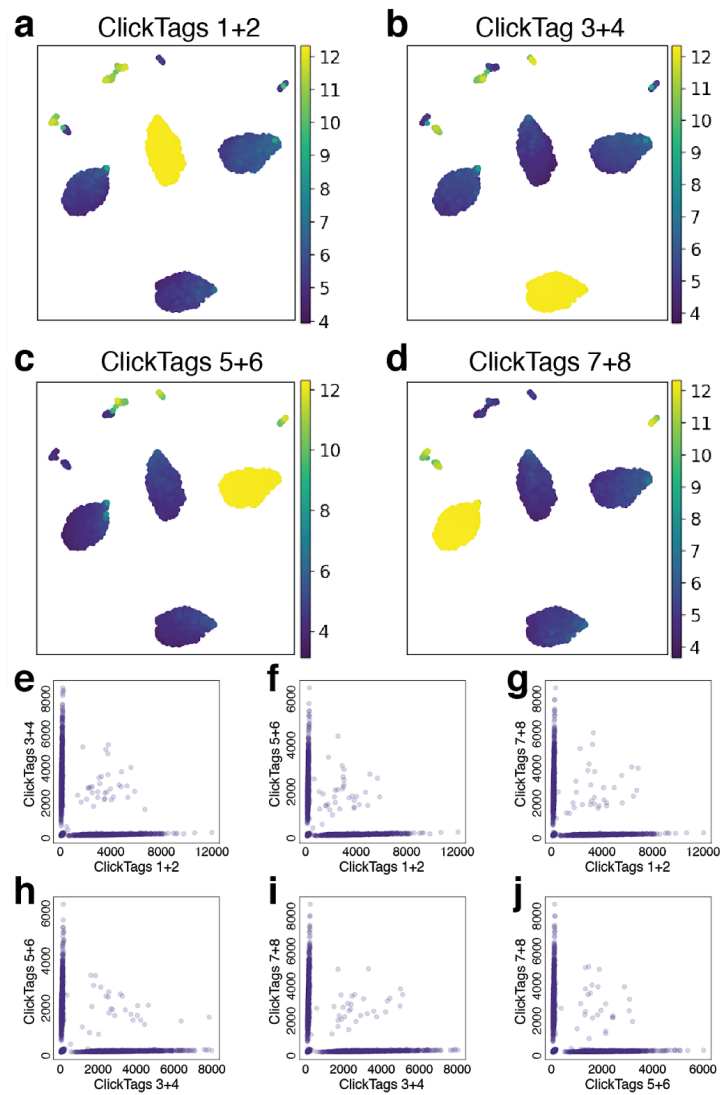 a ClickTags 1+2
12
11
10
9
8
7
6
5
4
b ClickTag 3+4
12
11
10
9
8
7
6
5
4
c ClickTags 5+6
12
10
8
6
4
d ClickTags 7+8
12
11
10
9
8
7
6
5
4
e
ClickTags 3+4
0 2000 4000 6000 8000
0 4000 8000 12000
ClickTags 1+2
f
ClickTags 5+6
0 2000 4000 6000
0 4000 8000 12000
ClickTags 1+2
g
ClickTags 7+8
0 2000 4000 6000 8000
0 4000 8000 12000
ClickTags 1+2
h
ClickTags 5+6
0 2000 4000 6000
0 2000 4000 6000 8000
ClickTags 3+4
i
ClickTags 7+8
0 2000 4000 6000 8000
0 2000 4000 6000 8000
ClickTags 3+4
j
ClickTags 7+8
0 2000 4000 6000 8000
0 2000 4000 6000
ClickTags 5+6